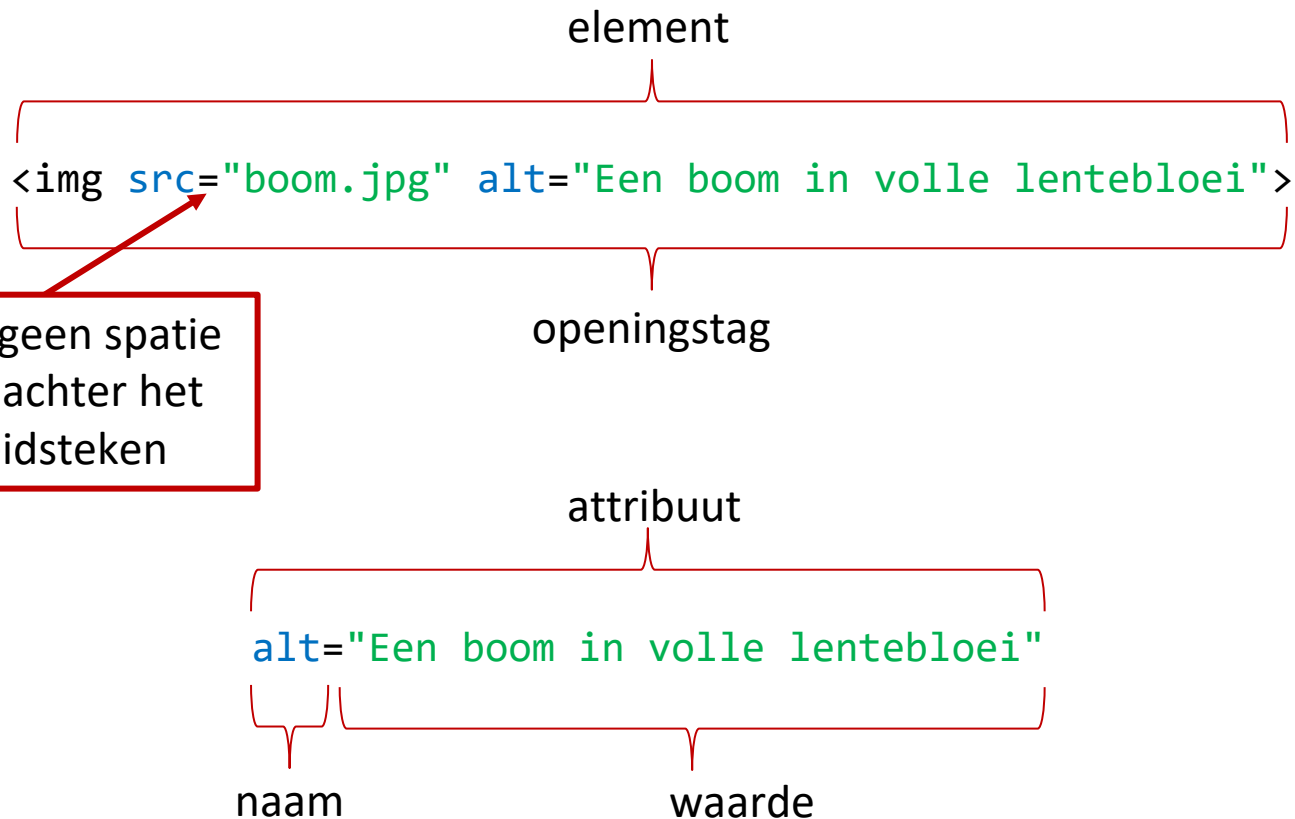 element
<img src="boom.jpg" alt="Een boom in volle lentebloei">
openingstag
geen spatie
achter het
idsteken
attribuut
alt="Een boom in volle lentebloei"
naam
waarde